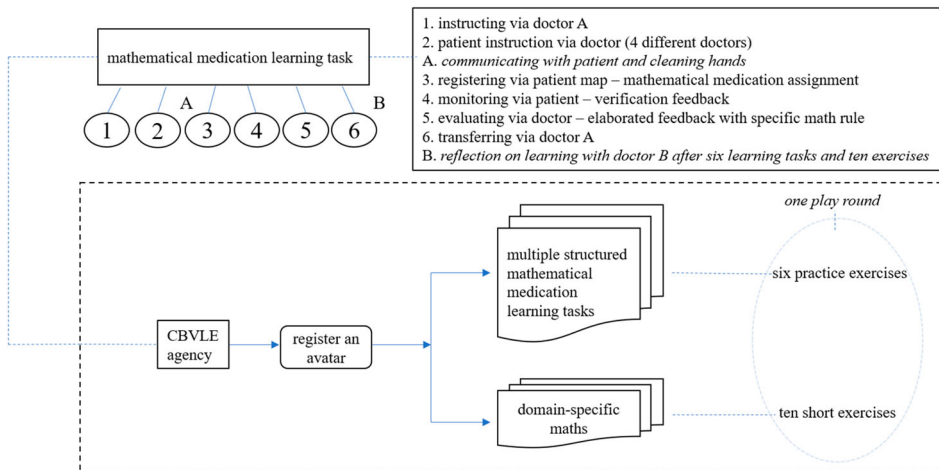 mathematical medication learning task
A
B
1
2
3
4
5
6
1. instructing via doctor A
2. patient instruction via doctor (4 different doctors)
A. communicating with patient and cleaning hands
3. registering via patient map – mathematical medication assignment
4. monitoring via patient – verification feedback
5. evaluating via doctor – elaborated feedback with specific math rule
6. transferring via doctor A
B. reflection on learning with doctor B after six learning tasks and ten exercises
one play round
multiple structured
mathematical
medication
learning tasks
six practice exercises
CBVLE
agency
register an
avatar
domain-specific
maths
ten short exercises